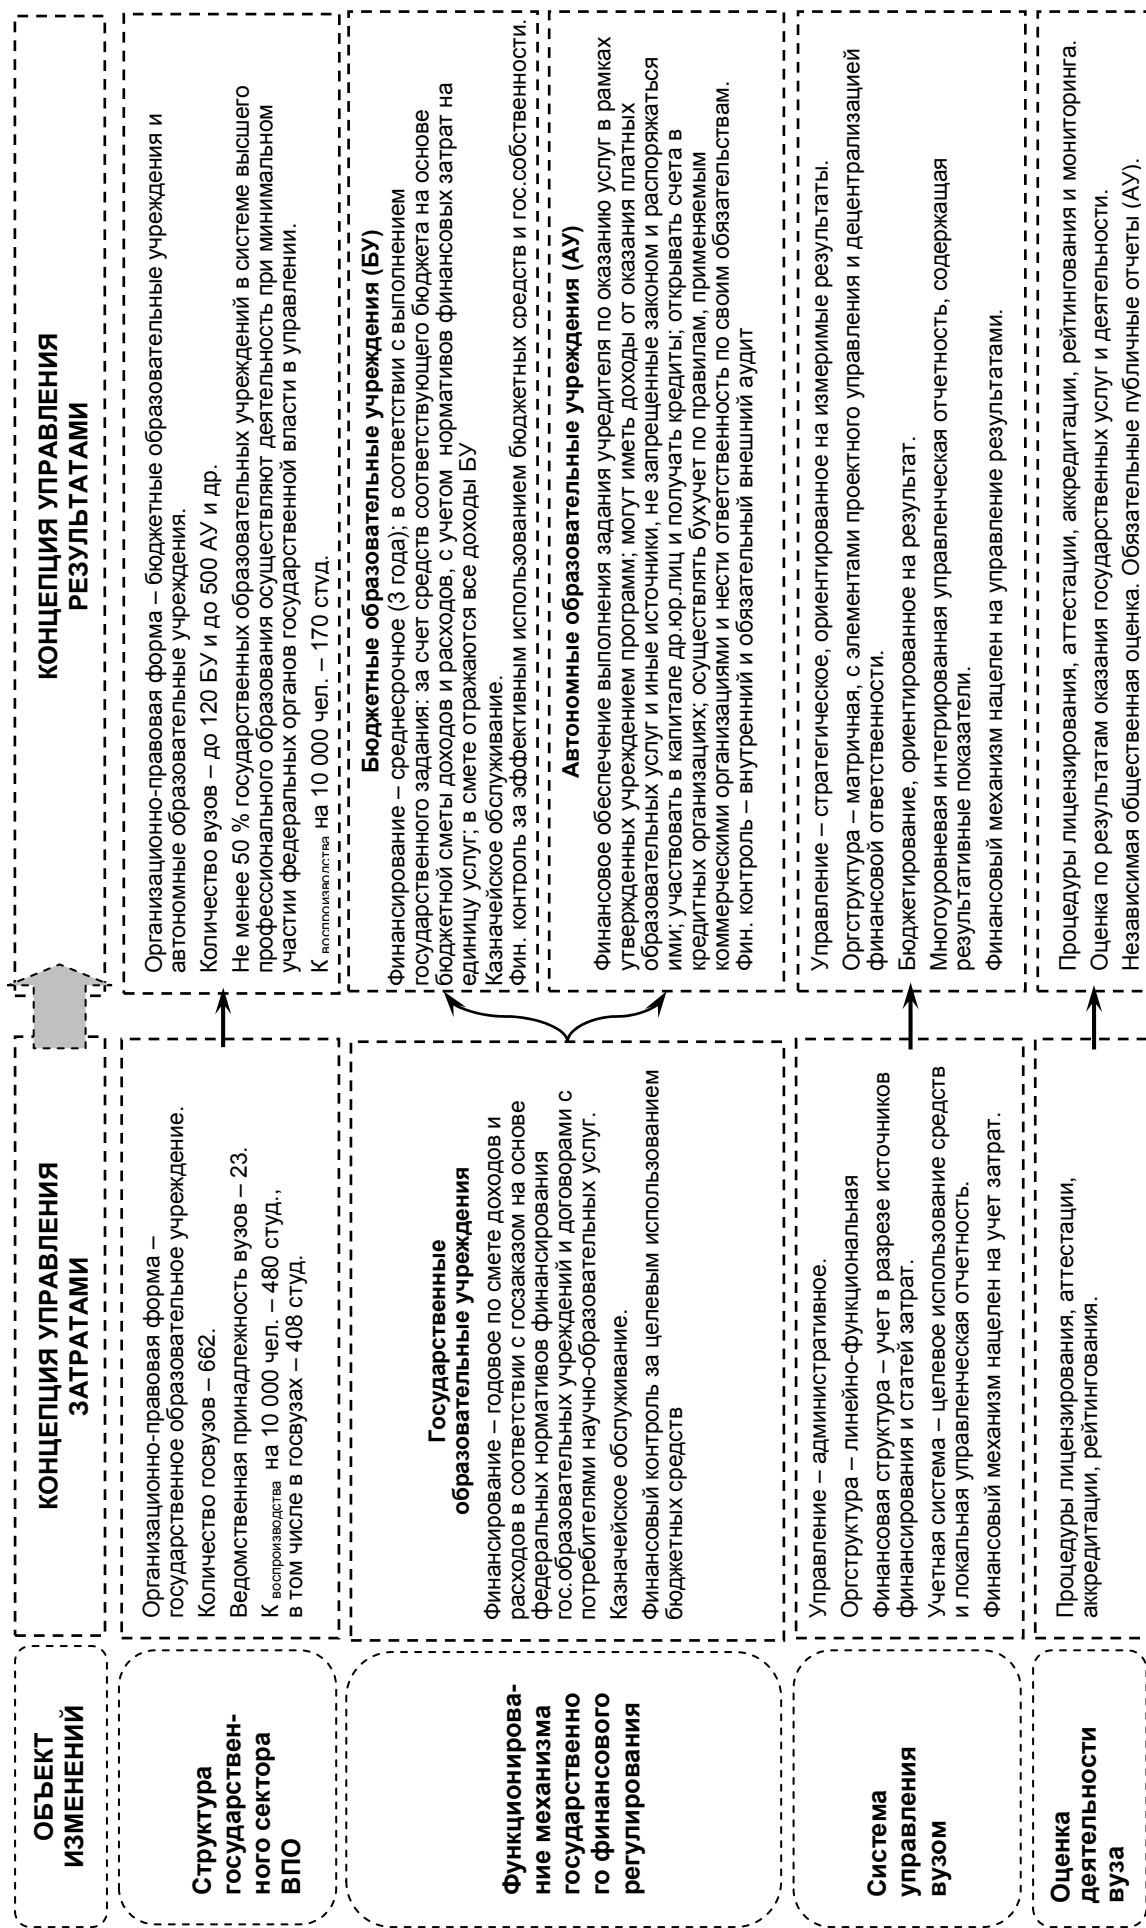 ОБЪЕКТ
ИЗМЕНЕНИЙ
КОНЦЕПЦИЯ УПРАВЛЕНИЯ
ЗАТРАТАМИ
КОНЦЕПЦИЯ УПРАВЛЕНИЯ
РЕЗУЛЬТАТАМИ
Структура
государствен-
ного сектора
ВПО
Организационно-правовая форма –
государственное образовательное учреждение.
Количество госвузов – 662.
Ведомственная принадлежность вузов – 23.
К воспроизводства на 10 000 чел. – 480 студ.,
в том числе в госвузах – 408 студ.
Организационно-правовая форма – бюджетные образовательные учреждения и
автономные образовательные учреждения.
Количество вузов – до 120 БУ и до 500 АУ и др.
Не менее 50 % государственных образовательных учреждений в системе высшего
профессионального образования осуществляют деятельность при минимальном
участии федеральных органов государственной власти в управлении.
К воспроизводства на 10 000 чел. – 170 студ.
Функционирова-
ние механизма
государственно
го финансового
регулирования
Государственные
образовательные учреждения
Финансирование – годовое по смете доходов и
расходов в соответствии с госзаказом на основе
федеральных нормативов финансирования
гос.образовательных учреждений и договорами с
потребителями научно-образовательных услуг.
Казначейское обслуживание.
Финансовый контроль за целевым использованием
бюджетных средств
Бюджетные образовательные учреждения (БУ)
Финансирование – среднесрочное (3 года); в соответствии с выполнением
государственного задания: за счет средств соответствующего бюджета на основе
бюджетной сметы доходов и расходов, с учетом нормативов финансовых затрат на
единицу услуг; в смете отражаются все доходы БУ
Казначейское обслуживание.
Фин. контроль за эффективным использованием бюджетных средств и гос.собственности.
Автономные образовательные учреждения (АУ)
Финансовое обеспечение выполнения задания учредителя по оказанию услуг в рамках
утвержденных учреждением программ; могут иметь доходы от оказания платных
образовательных услуг и иные источники, не запрещенные законом и распоряжаться
ими; участвовать в капитале др.юр.лиц и получать кредиты; открывать счета в
кредитных организациях; осуществлять бухучет по правилам, применяемым
коммерческими организациями и нести ответственность по своим обязательствам.
Фин. контроль – внутренний и обязательный внешний аудит
Система
управления
вузом
Управление – административное.
Оргструктура – линейно-функциональная
Финансовая структура – учет в разрезе источников
финансирования и статей затрат.
Учетная система – целевое использование средств
и локальная управленческая отчетность.
Финансовый механизм нацелен на учет затрат.
Управление – стратегическое, ориентированное на измеримые результаты.
Оргструктура – матричная, с элементами проектного управления и децентрализацией
финансовой ответственности.
Бюджетирование, ориентированное на результат.
Многоуровневая интегрированная управленческая отчетность, содержащая
результативные показатели.
Финансовый механизм нацелен на управление результатами.
Оценка
деятельности
вуза
Процедуры лицензирования, аттестации,
аккредитации, рейтингования.
Процедуры лицензирования, аттестации, аккредитации, рейтингования и мониторинга.
Оценка по результатам оказания государственных услуг и деятельности.
Независимая общественная оценка. Обязательные публичные отчеты (АУ).